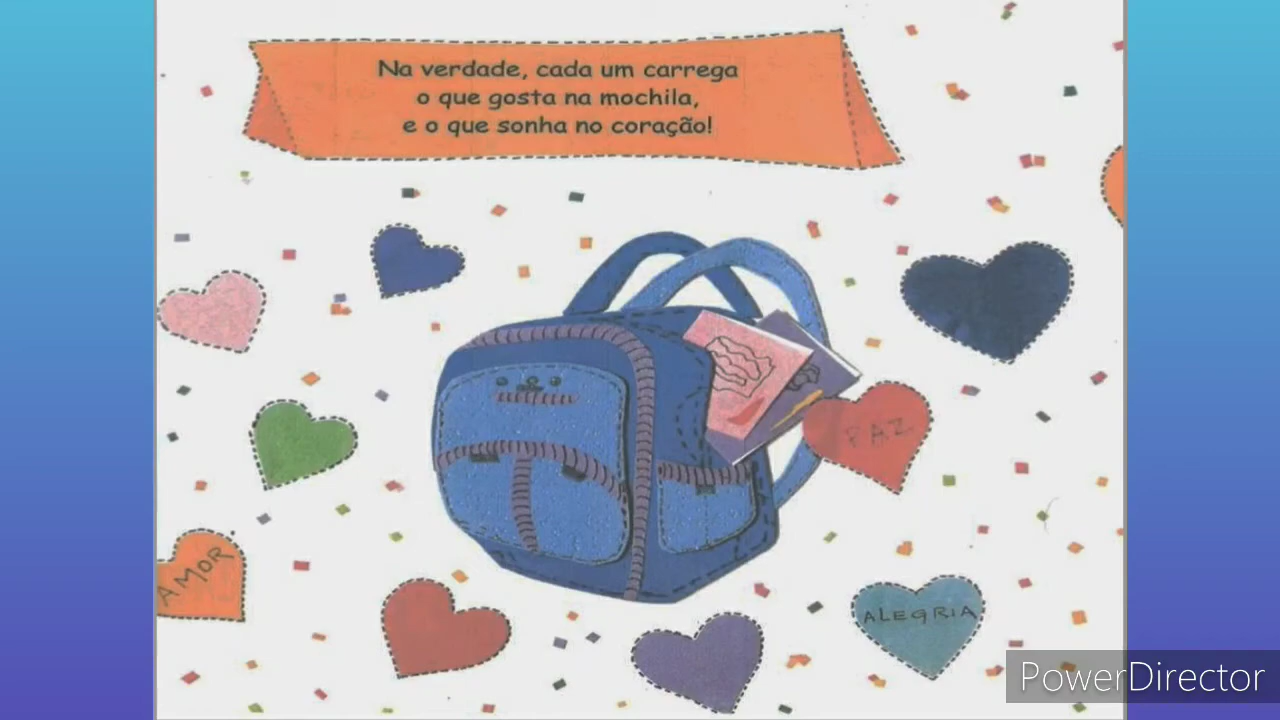 Na verdade, cada um carrega
o que gosta na mochila,
e o que sonha no coração!
PAZ
AMOR
ALEGRIA
PowerDirector